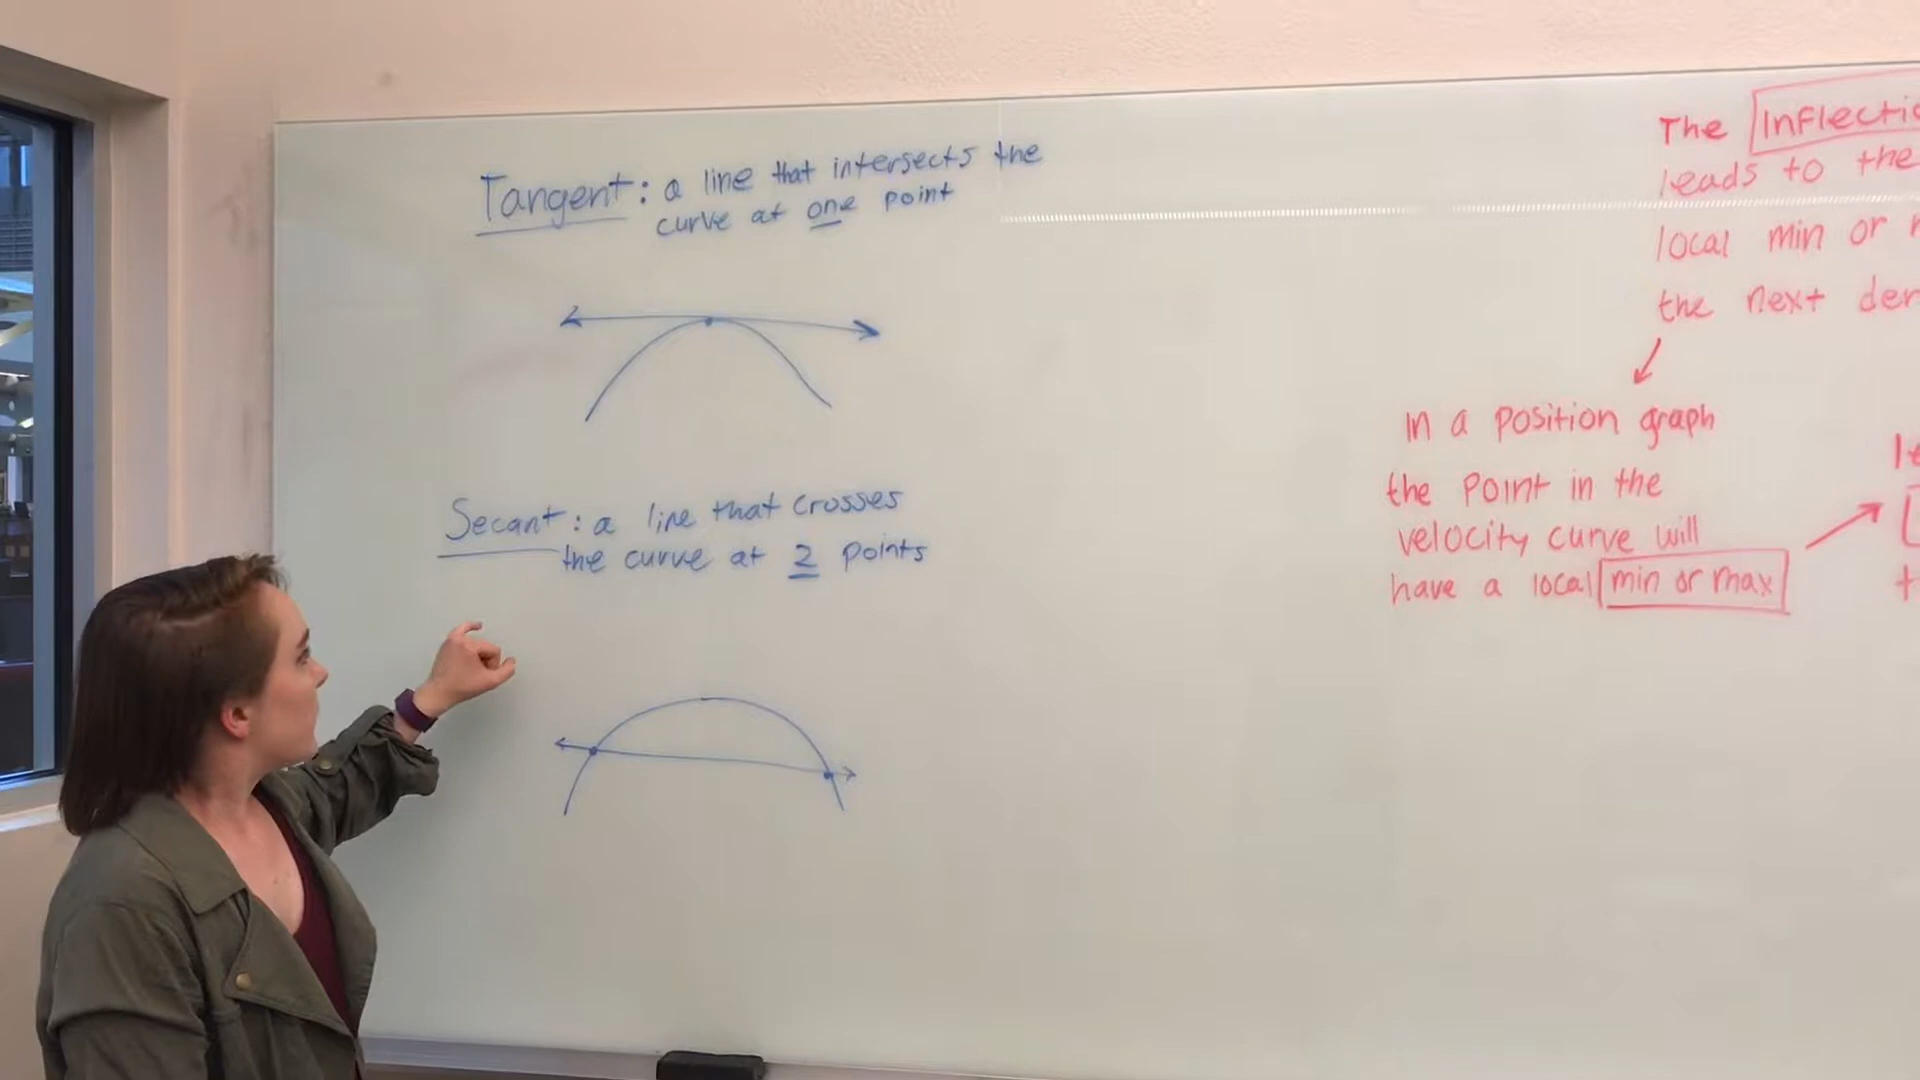 Tangent: a line that intersects the
curve at one point
Secant: a line that crosses
the curve at 2 points
The
leads to the
local min or
the next
In a position graph
the point in the
velocity curve will
have a local min or max